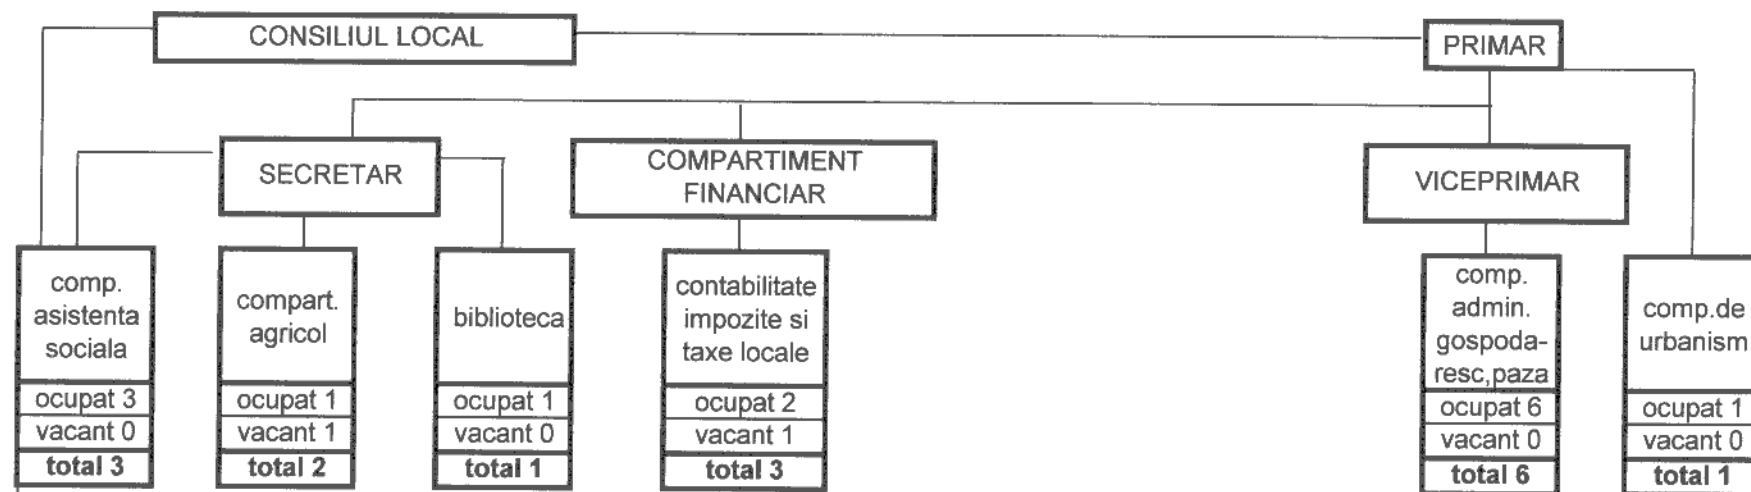 CONSILIUL LOCAL
PRIMAR
SECRETAR
COMPARTIMENT
FINANCIAR
VICEPRIMAR
comp.
asistenta
sociala
ocupat 3
vacant 0
total 3
compart.
agricol
ocupat 1
vacant 1
total 2
biblioteca
ocupat 1
vacant 0
total 1
contabilitate
impozite si
taxe locale
ocupat 2
vacant 1
total 3
comp.
admin.
gospoda-
resc,paza
ocupat 6
vacant 0
total 6
comp.de
urbanism
ocupat 1
vacant 0
total 1